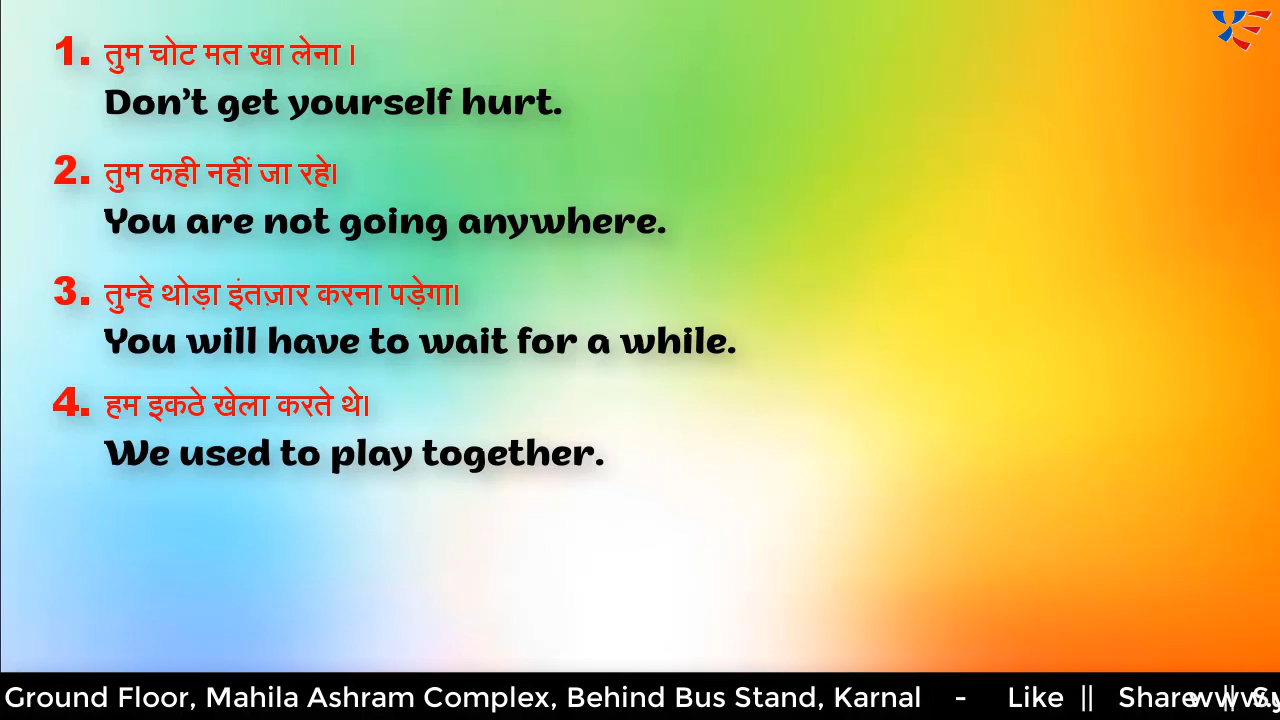 1. तुम चोट मत खा लेना ।
Don’t get yourself hurt.
2. तुम कही नहीं जा रहे।
You are not going anywhere.
3. तुम्हे थोड़ा इंतज़ार करना पड़ेगा।
You will have to wait for a while.
4. हम इकठे खेला करते थे।
We used to play together.
Ground Floor, Mahila Ashram Complex, Behind Bus Stand, Karnal - Like || Share